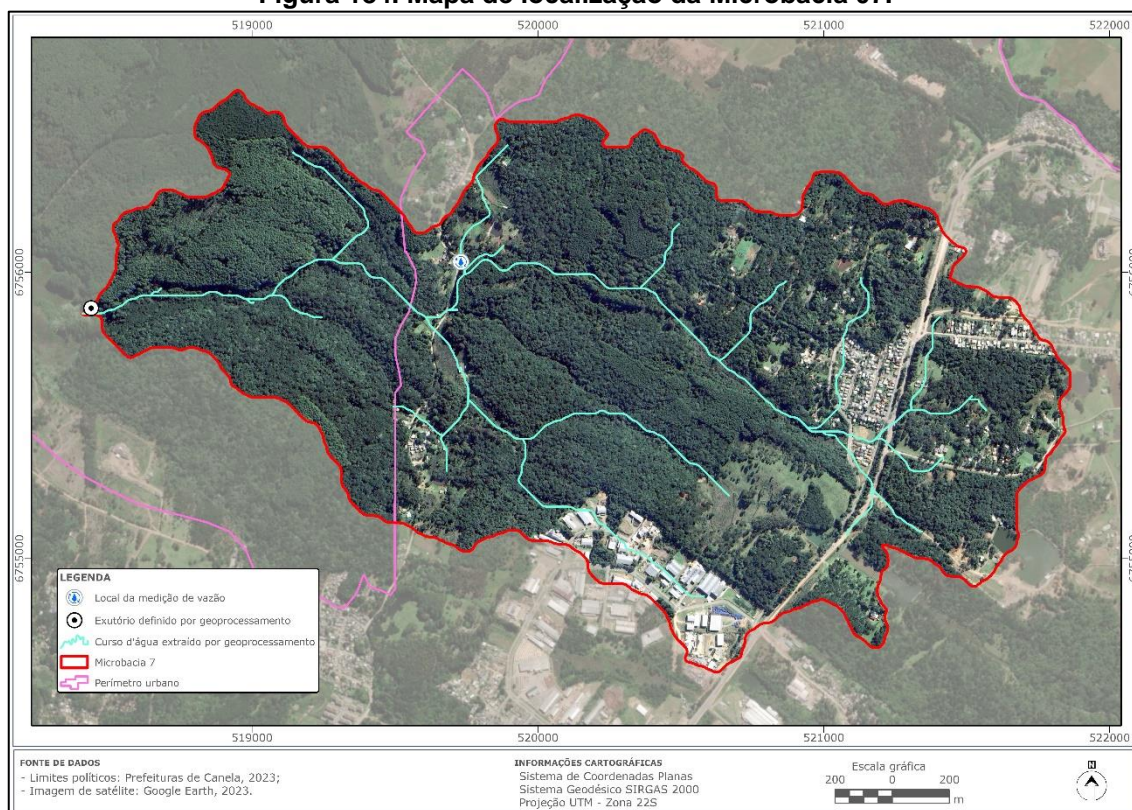 Figura 134. Mapa de localização da Microbacia 07.
519000
520000
521000
522000
6756000
6756000
6755000
6755000
LEGENDA
Local da medição de vazão
Exutório definido por geoprocessamento
Curso d'água extraído por geoprocessamento
Microbacia 7
Perímetro urbano
519000
520000
521000
522000
FONTE DE DADOS
- Limites políticos: Prefeituras de Canela, 2023;
- Imagem de satélite: Google Earth, 2023.
INFORMAÇÕES CARTOGRÁFICAS
Sistema de Coordenadas Planas
Sistema Geodésico SIRGAS 2000
Projeção UTM - Zona 22S
Escala gráfica
200 0 200
m
N